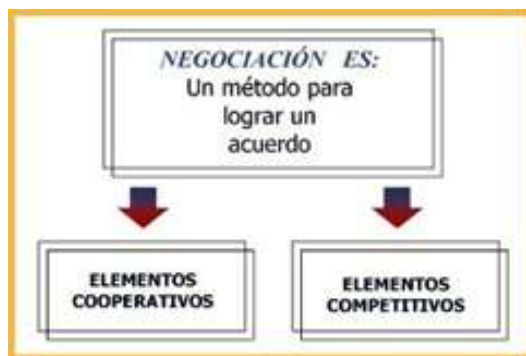 NEGOCIACIÓN ES:
Un método para
lograr un
acuerdo
ELEMENTOS
COOPERATIVOS
ELEMENTOS
COMPETITIVOS